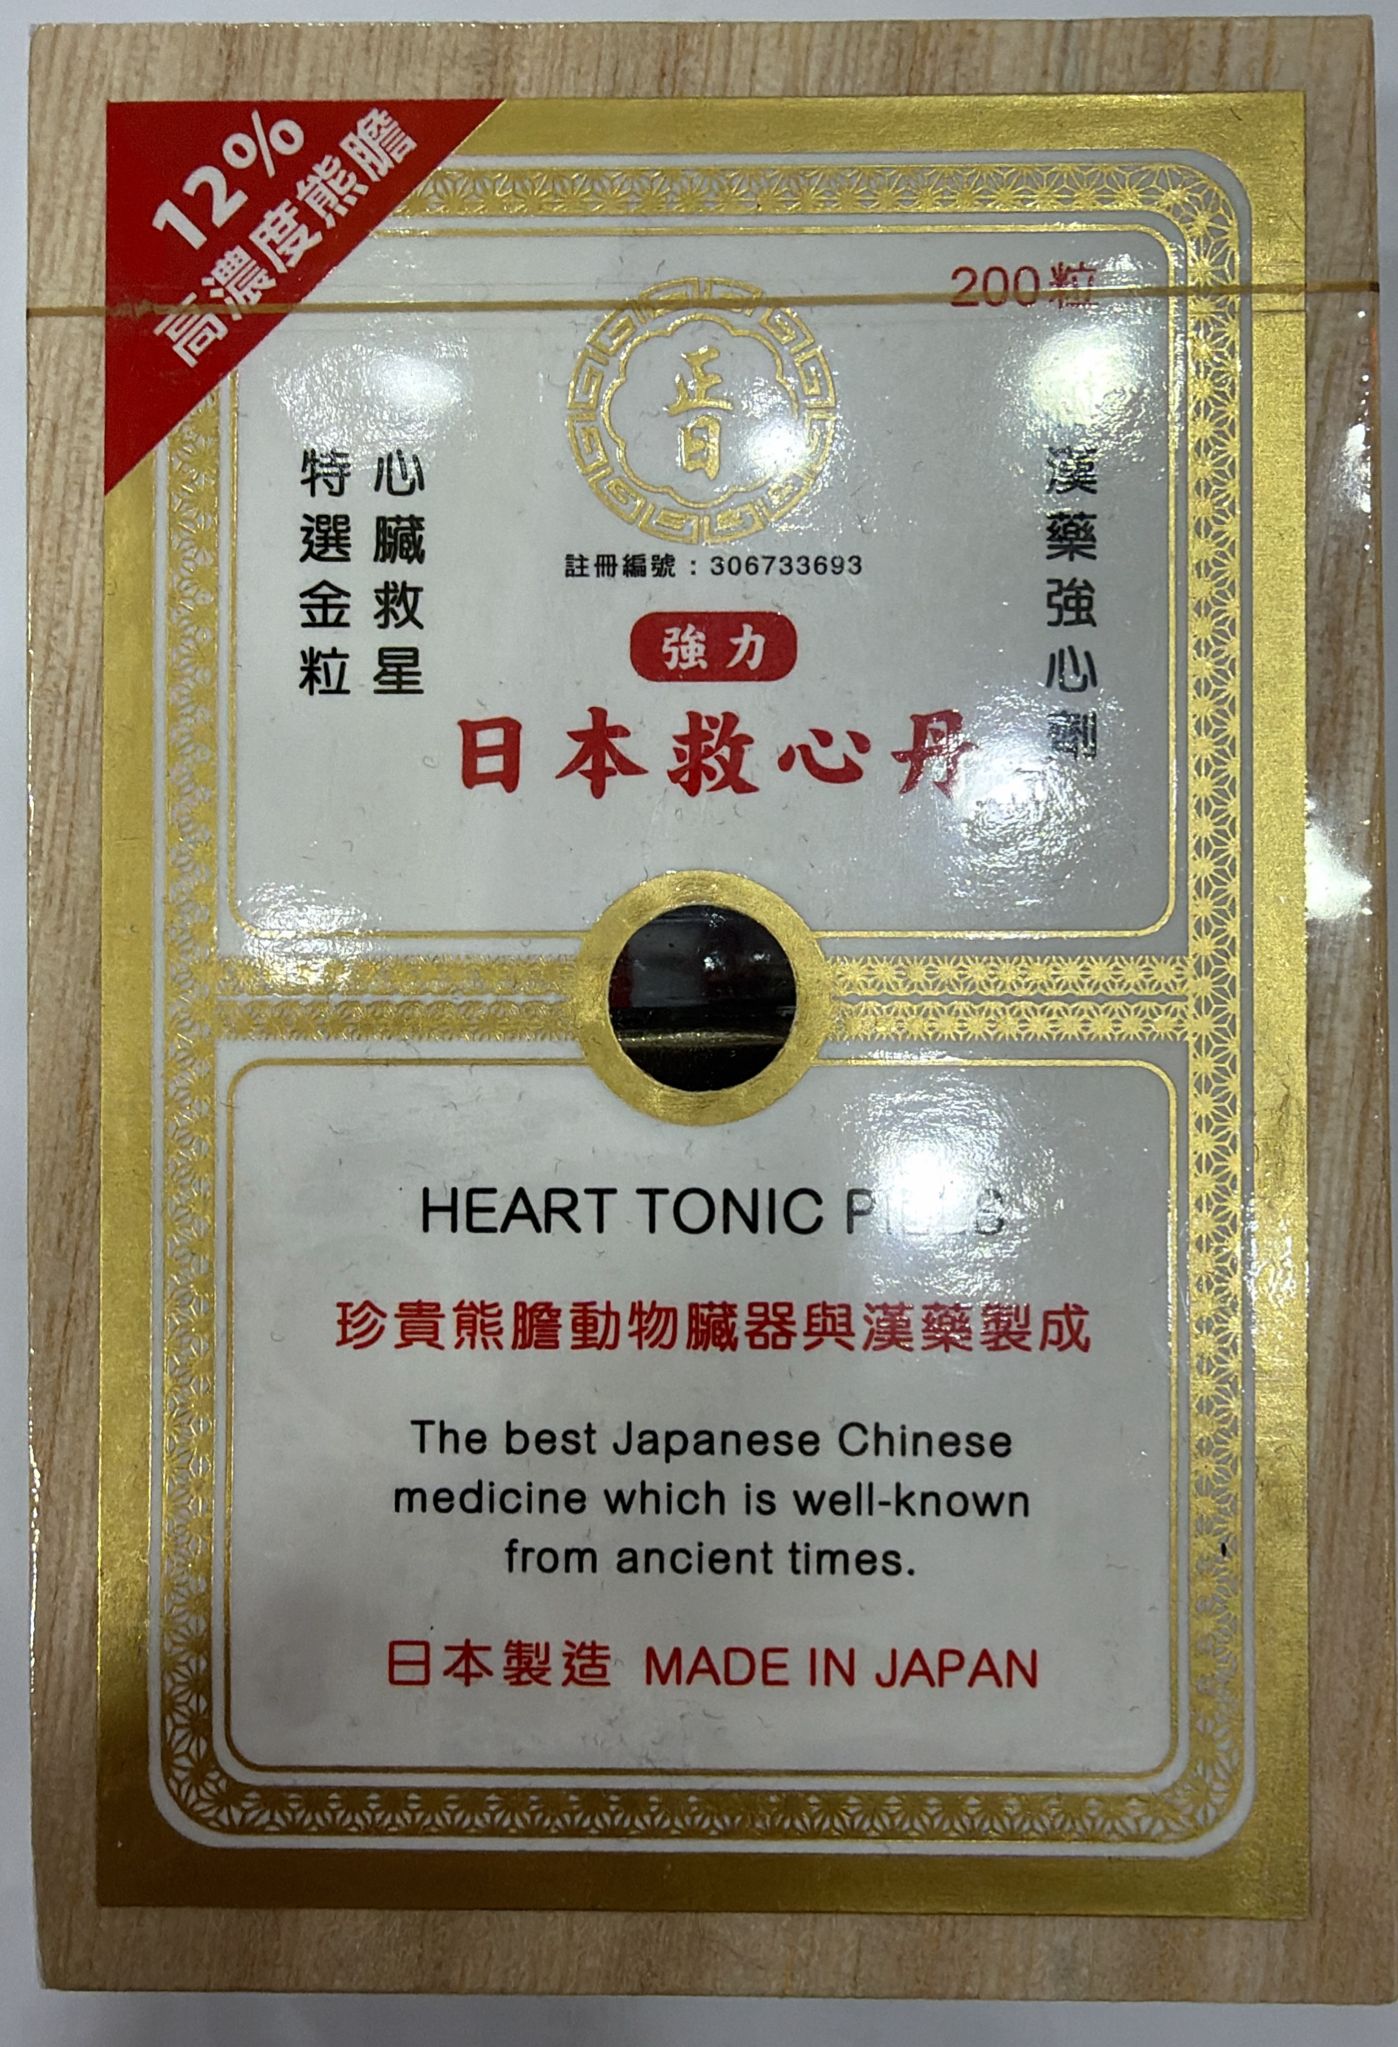 12%
高濃度熊膽
200粒
正日
註冊編號：306733693
漢藥強心劑
心臟救星
特選金粒
強力
日本救心丹
HEART TONIC PILLS
珍貴熊膽動物臟器與漢藥製成
The best Japanese Chinese
medicine which is well-known
from ancient times.
日本製造 MADE IN JAPAN